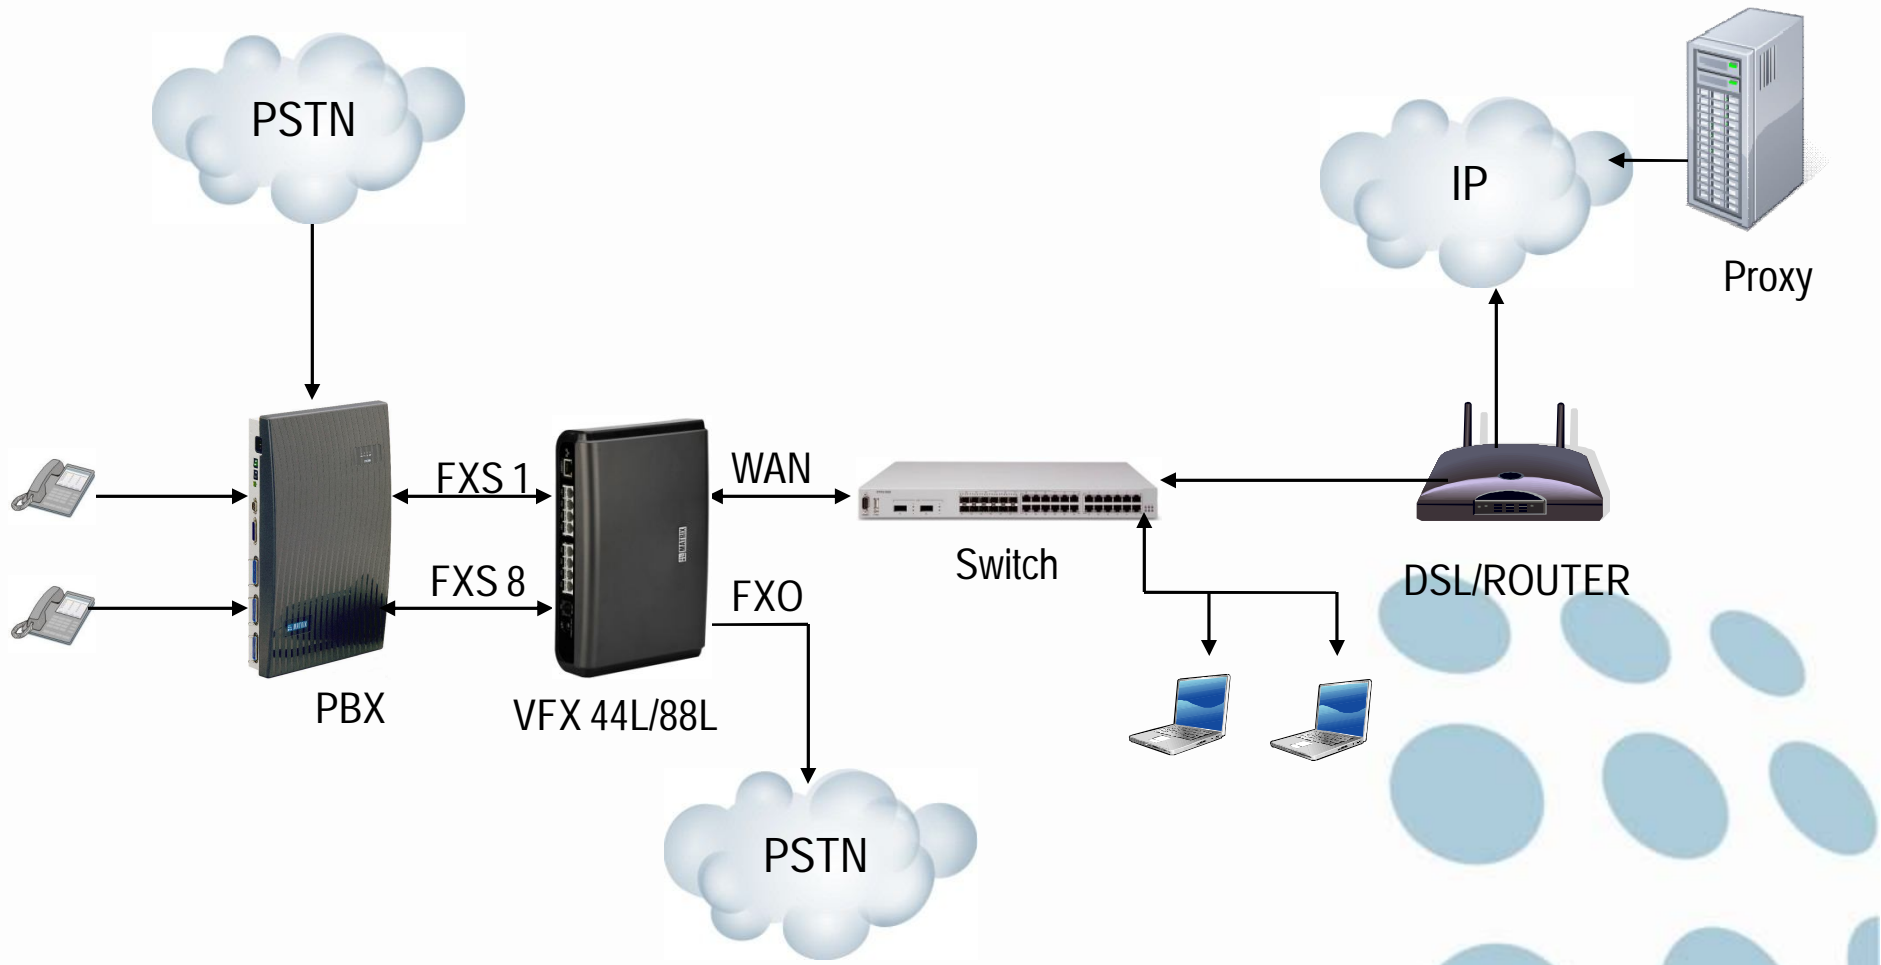 PSTN
IP
Proxy
FXS 1
WAN
FXS 8
FXO
Switch
DSL/ROUTER
PBX
VFX 44L/88L
PSTN